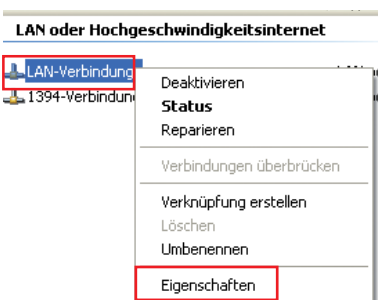 LAN oder Hochgeschwindigkeitsinternet
LAN-Verbindung
1394-Verbindung
Deaktivieren
Status
Reparieren
Verbindungen überbrücken
Verknüpfung erstellen
Löschen
Umbenennen
Eigenschaften